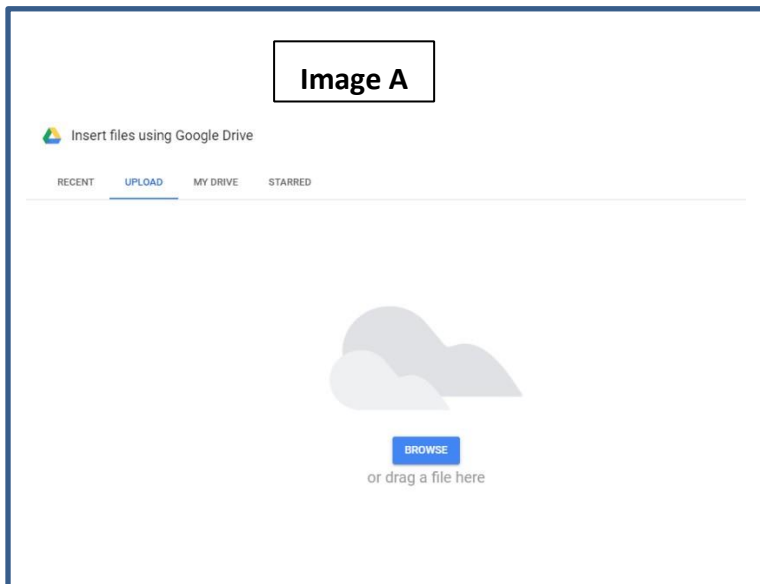 Image A
Insert files using Google Drive
RECENT UPLOAD MY DRIVE STARRED
BROWSE
or drag a file here